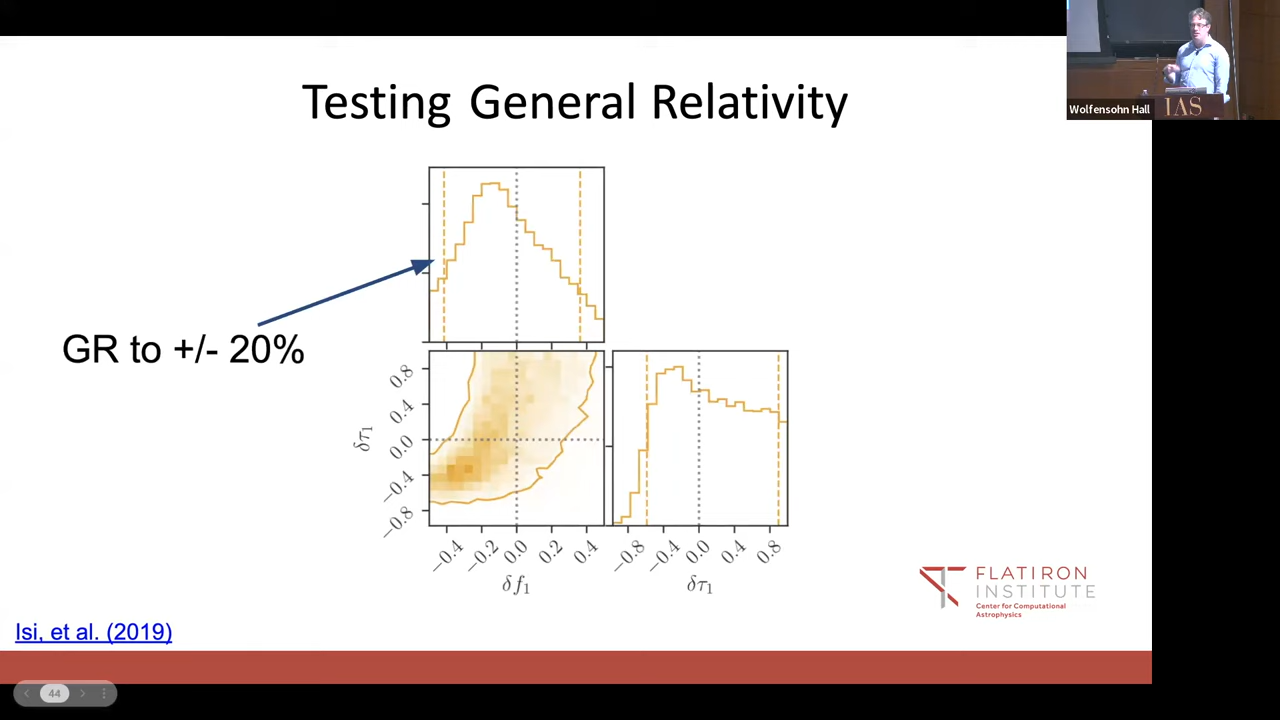 Wolfensohn Hall
IAS
Testing General Relativity
GR to +/- 20%
δτ₁
0.8
0.4
0.0
−0.4
−0.8
−0.4
−0.2
0.0
0.2
0.4
δf₁
−0.8
−0.4
0.0
0.4
0.8
δτ₁
FLATIRON
INSTITUTE
Center for Computational
Astrophysics
Isi, et al. (2019)
44